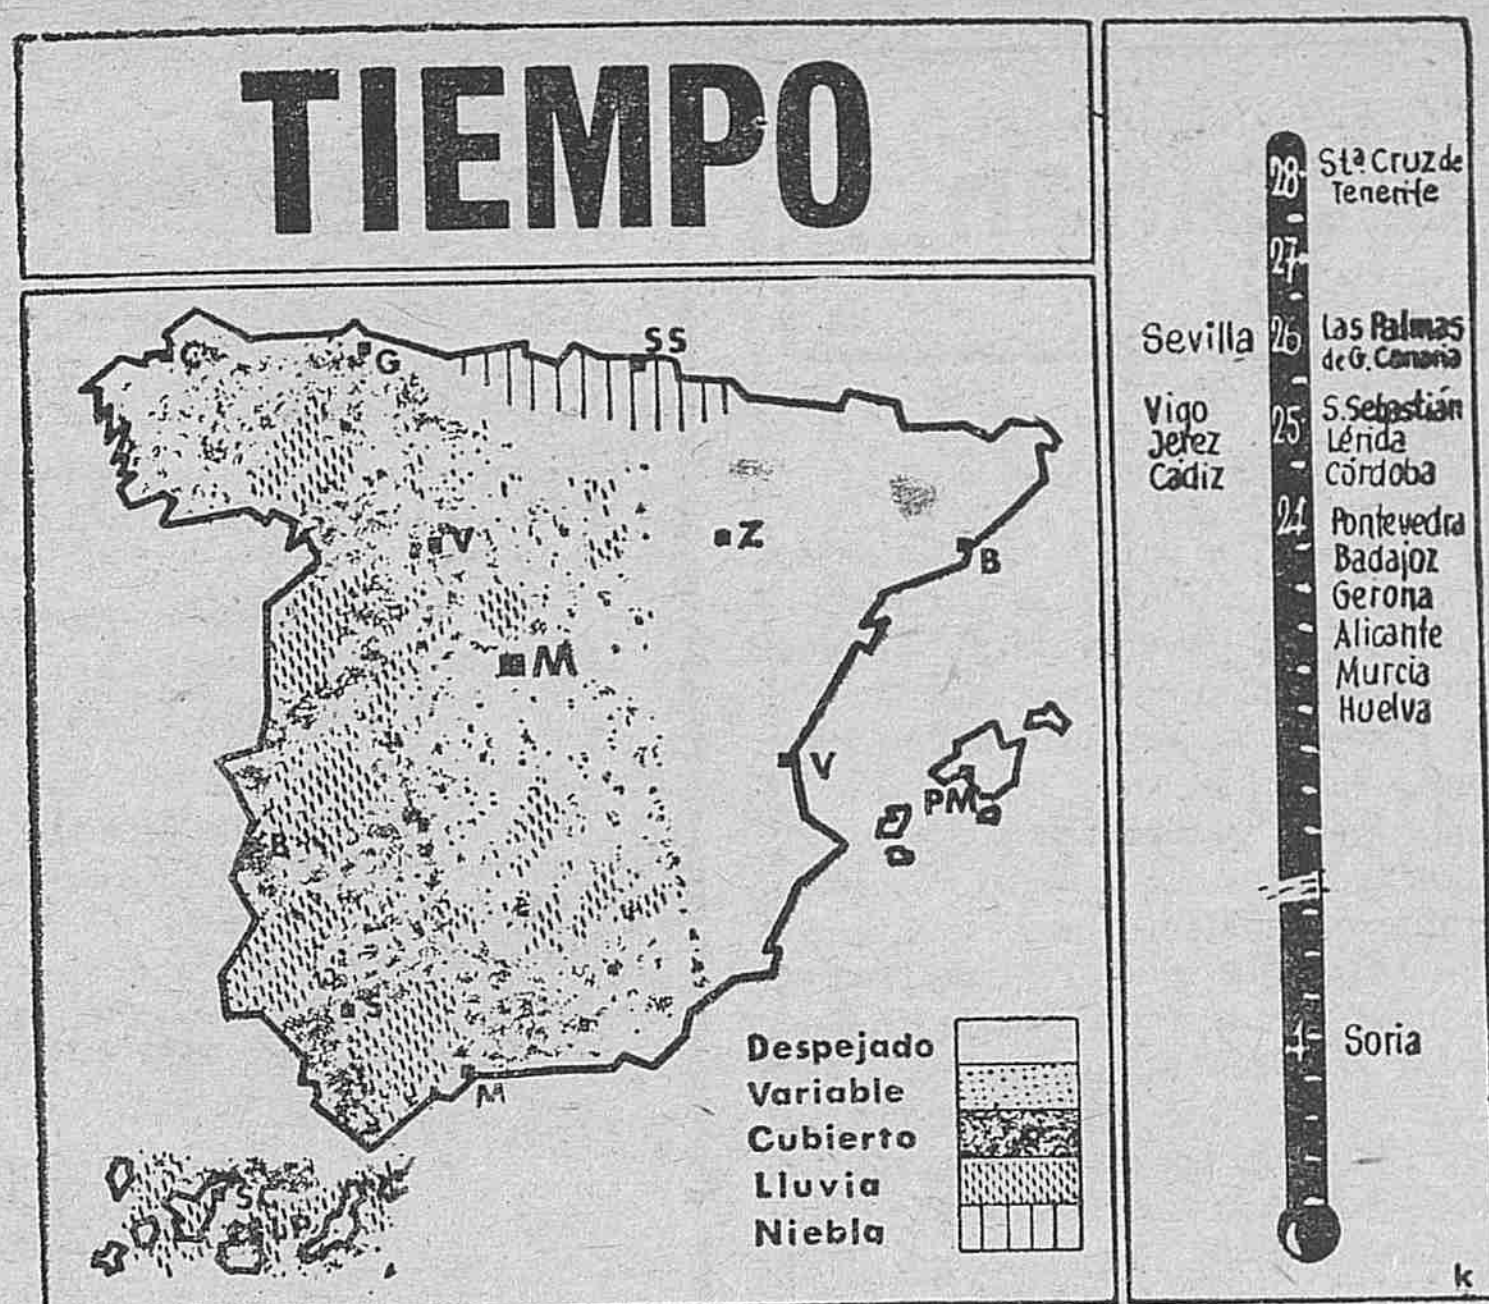 TIEMPO
C
G
SS
V
Z
B
M
V
PM
B
S
M
S
P
Despejado
Variable
Cubierto
Lluvia
Niebla
28 Stª Cruz de
Tenerife
27
Sevilla 26 Las Palmas
de G. Canaria
Vigo 25 S. Sebastián
Jerez Lérida
Cádiz Córdoba
24 Pontevedra
Badajoz
Gerona
Alicante
Murcia
Huelva
Soria
k